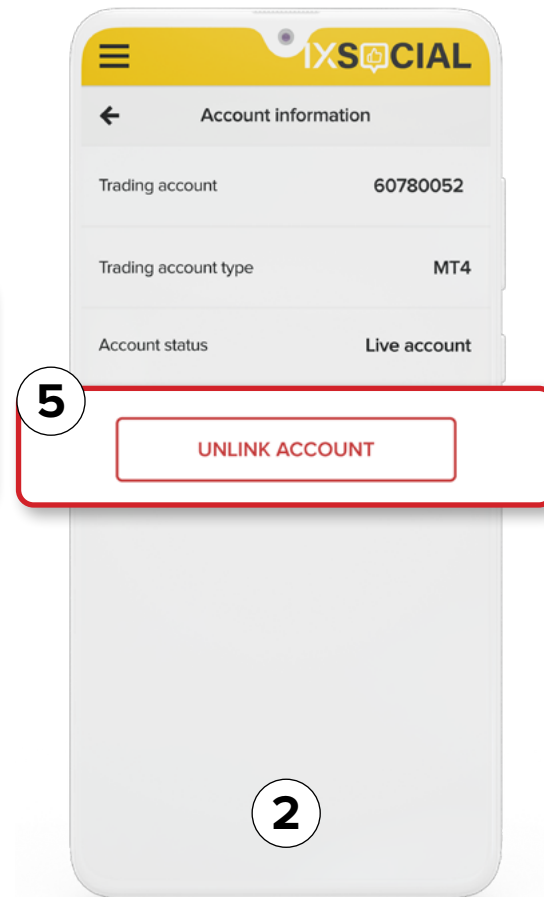 IXSOCIAL
Account information
Trading account 60780052
Trading account type MT4
Account status Live account
5
UNLINK ACCOUNT
2